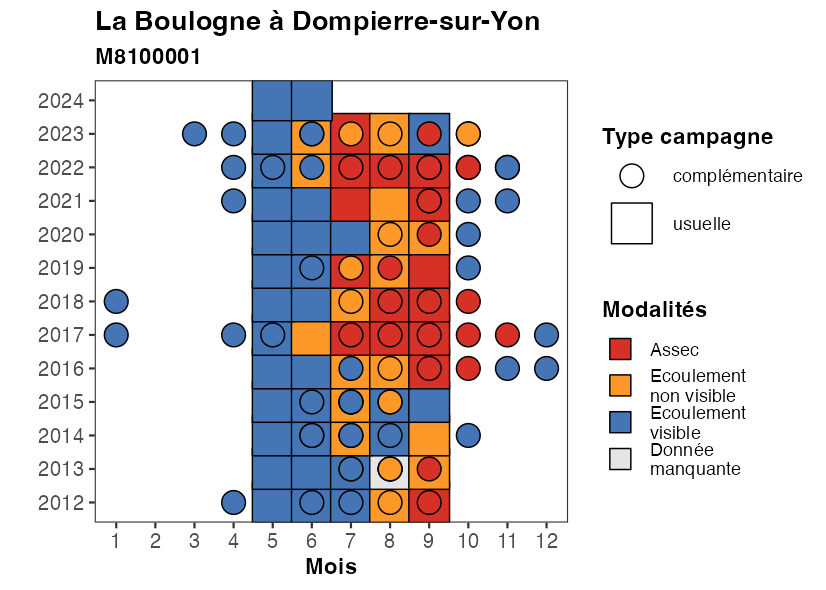 La Boulogne à Dompierre-sur-Yon
M8100001
2024
2023
2022
2021
2020
2019
2018
2017
2016
2015
2014
2013
2012
1 2 3 4 5 6 7 8 9 10 11 12
Mois
Type campagne
complémentaire
usuelle
Modalités
Assec
Ecoulement
non visible
Ecoulement
visible
Donnée
manquante